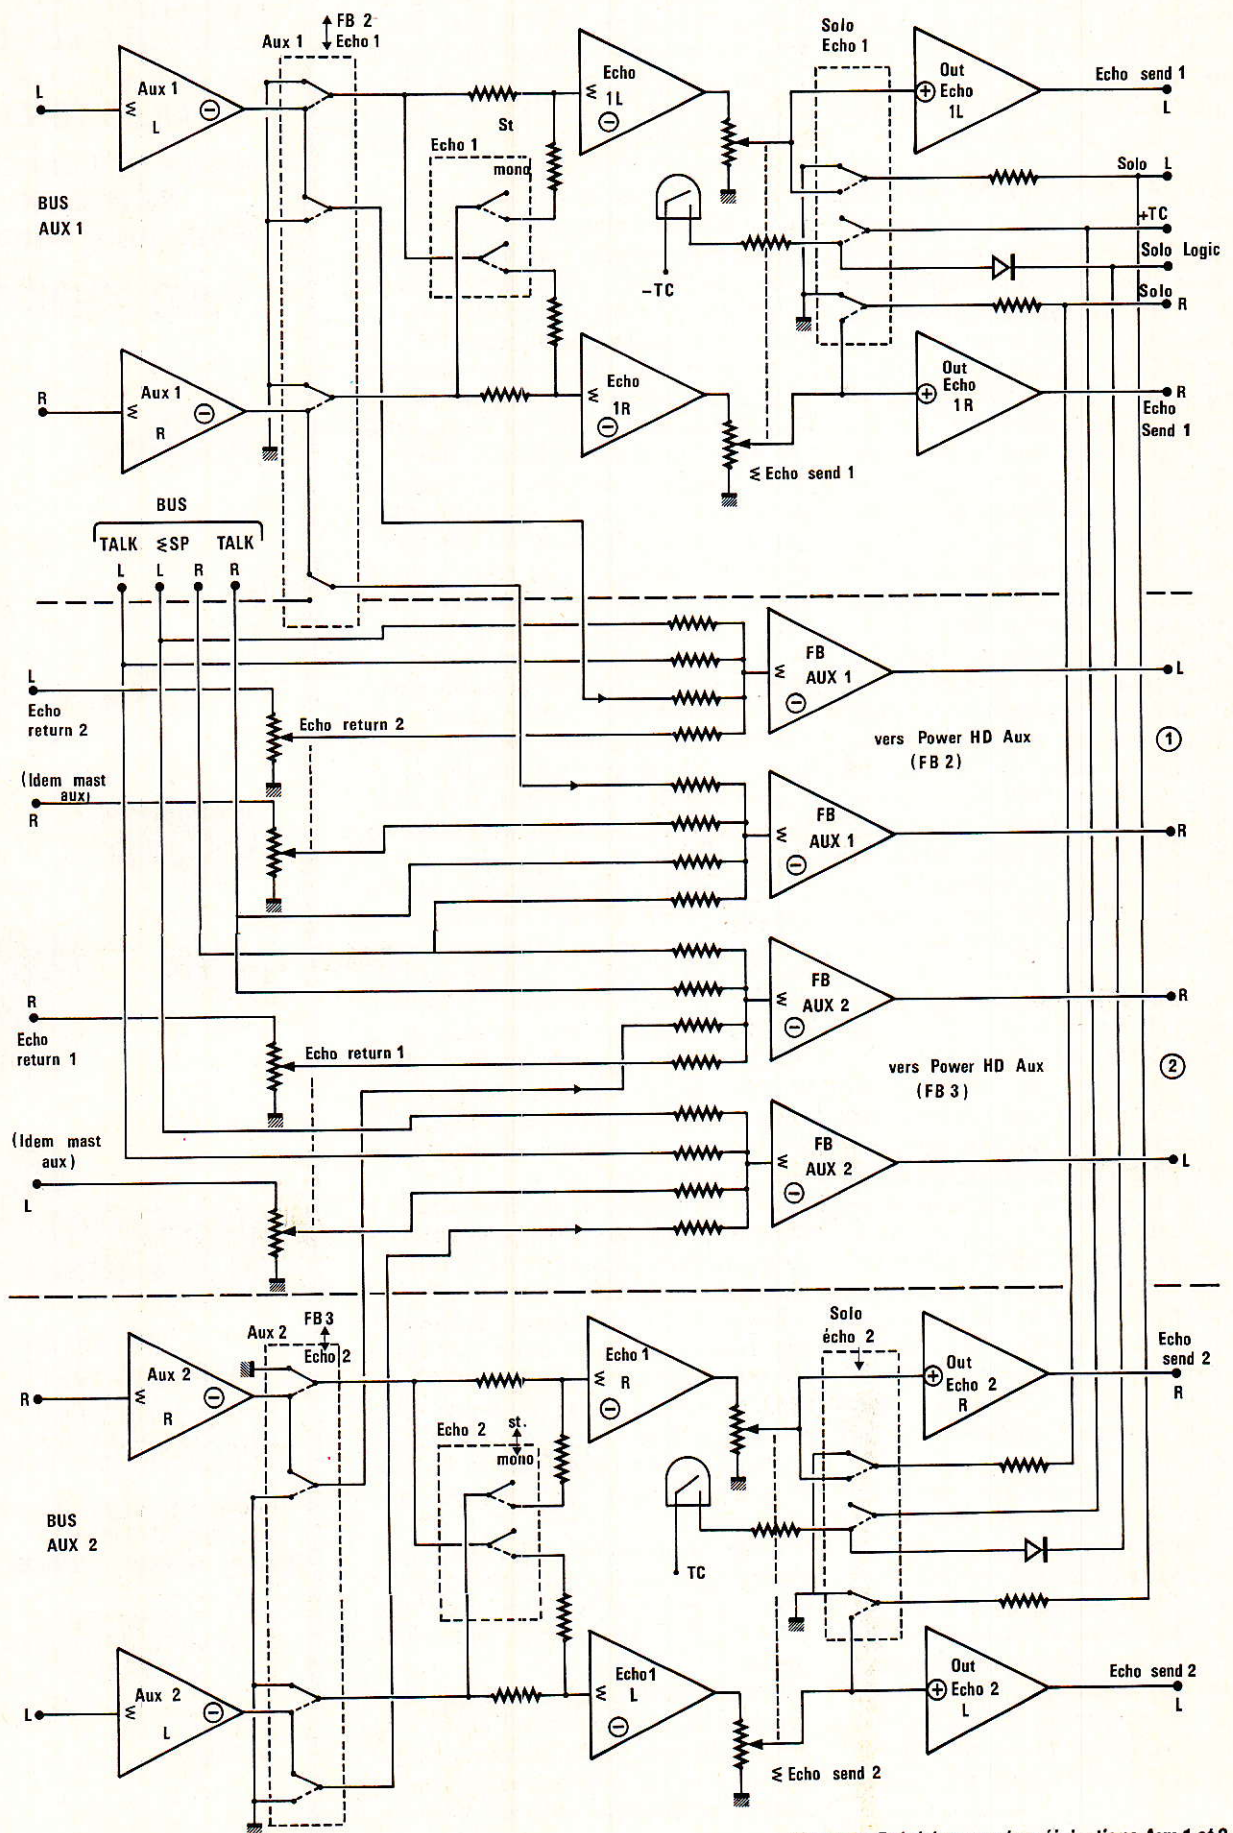 FB 2
Aux 1 Echo 1
Solo
Echo 1
L
Aux 1
L
Echo
1L
Out
Echo
1L
Echo send 1
L
St
Echo 1
mono
Solo L
BUS
AUX 1
+TC
Solo Logic
-TC
Solo
R
R
Aux 1
R
Echo
1R
Out
Echo
1R
R
Echo
Send 1
Σ Echo send 1
BUS
TALK Σ SP TALK
L L R R
L
Echo
return 2
Echo return 2
FB
AUX 1
L
vers Power HD Aux
(FB 2)
1
(Idem mast
aux)
R
FB
AUX 1
R
R
Echo
return 1
Echo return 1
FB
AUX 2
R
vers Power HD Aux
(FB 3)
2
(Idem mast
aux)
L
FB
AUX 2
L
FB3
Aux 2
Echo 2
Solo
écho 2
R
Aux 2
R
Echo 1
R
Out
Echo 2
R
Echo
send 2
R
Echo 2
st.
mono
BUS
AUX 2
TC
L
Aux 2
L
Echo1
L
Out
Echo 2
L
Echo send 2
L
Σ Echo send 2